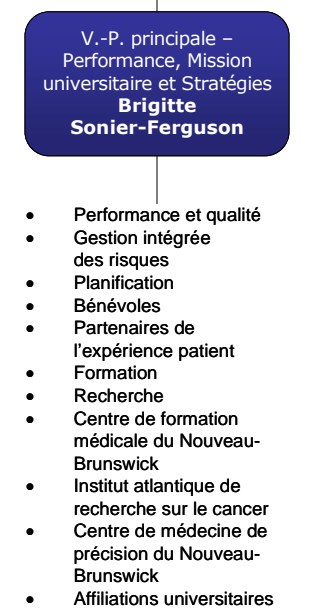 V.-P. principale –
Performance, Mission
universitaire et Stratégies
Brigitte
Sonier-Ferguson
• Performance et qualité
• Gestion intégrée
des risques
• Planification
• Bénévoles
• Partenaires de
l'expérience patient
• Formation
• Recherche
• Centre de formation
médicale du Nouveau-
Brunswick
• Institut atlantique de
recherche sur le cancer
• Centre de médecine de
précision du Nouveau-
Brunswick
• Affiliations universitaires